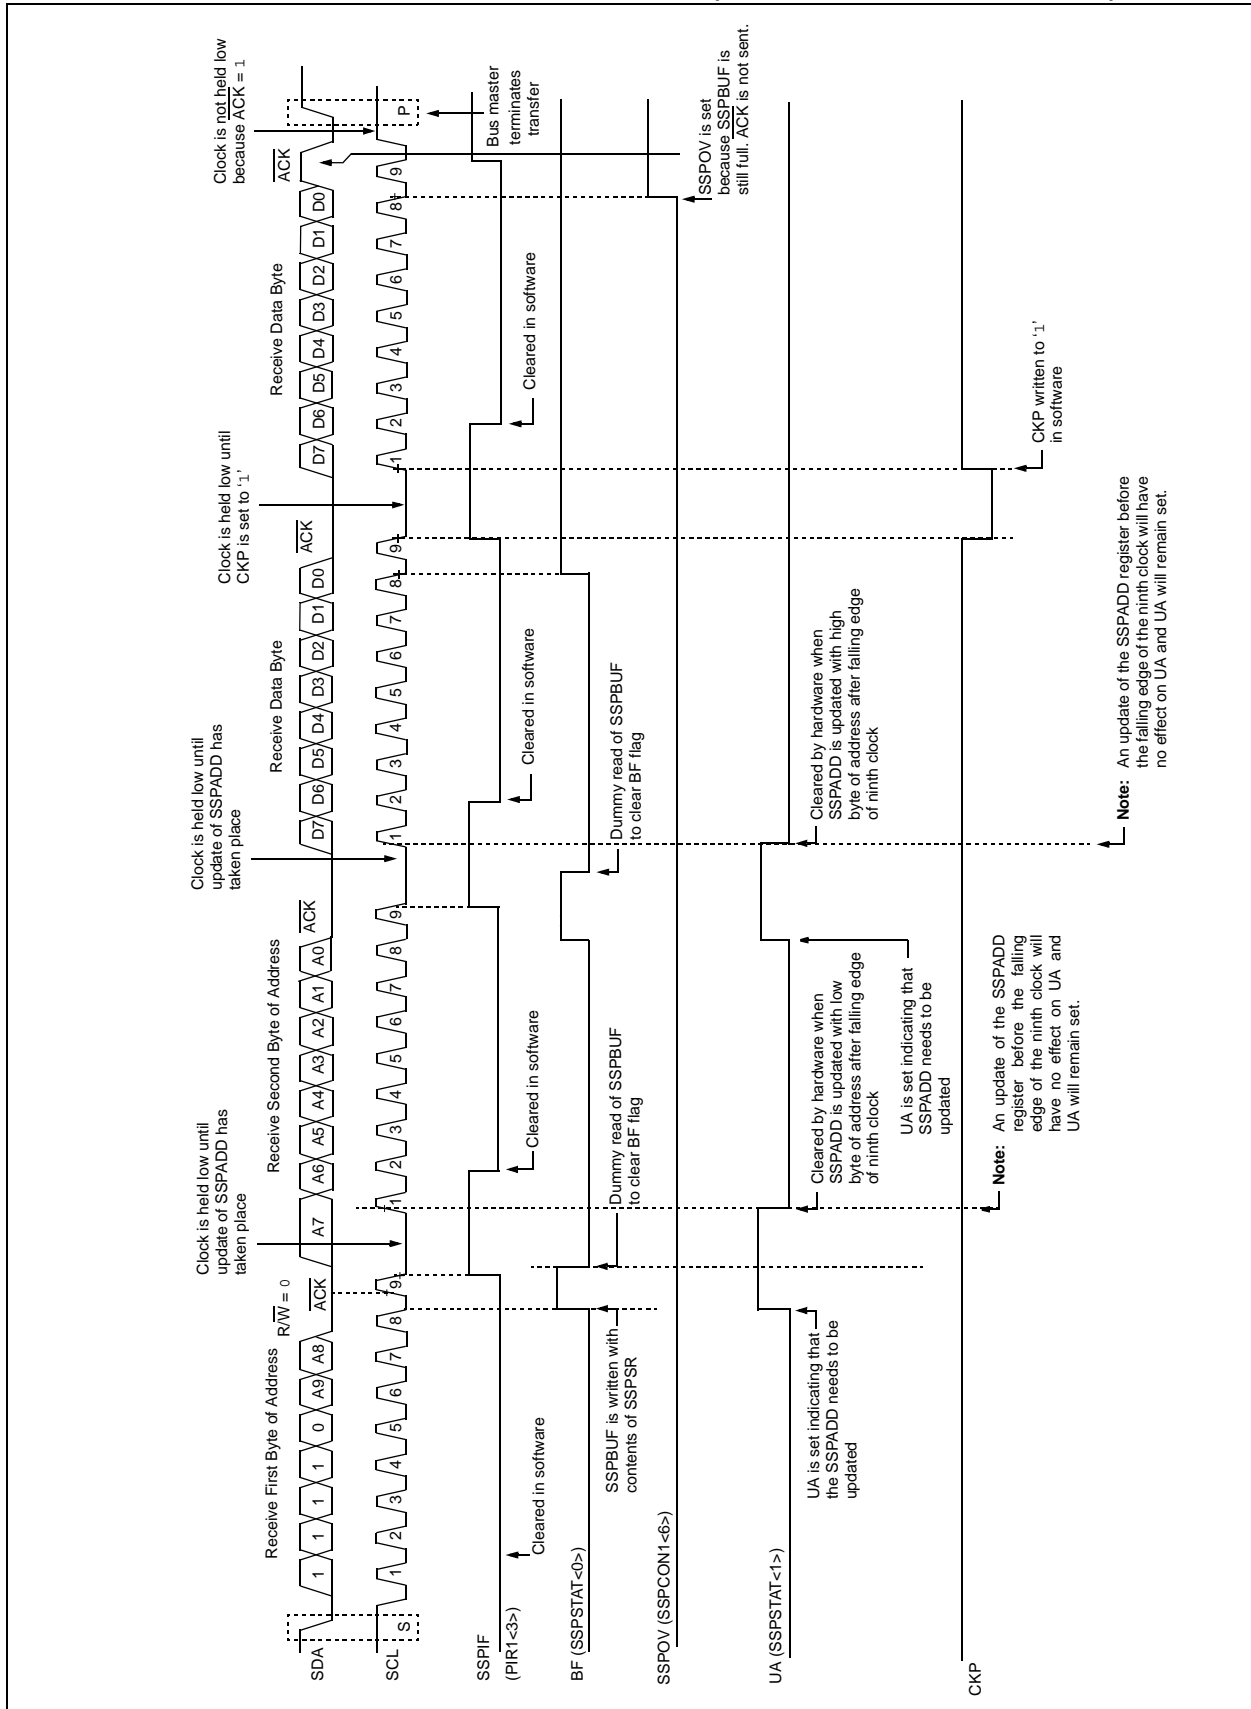 Receive First Byte of Address
R/W = 0
Clock is held low until
update of SSPADD has
taken place
Receive Second Byte of Address
Clock is held low until
update of SSPADD has
taken place
Receive Data Byte
Clock is held low until
CKP is set to ‘1’
Receive Data Byte
Clock is not held low
because ACK = 1
SDA
1 1 1 1 0 A9 A8 ACK A7 A6 A5 A4 A3 A2 A1 A0 ACK D7 D6 D5 D4 D3 D2 D1 D0 ACK D7 D6 D5 D4 D3 D2 D1 D0 ACK
SCL
S 1 2 3 4 5 6 7 8 9 1 2 3 4 5 6 7 8 9 1 2 3 4 5 6 7 8 9 1 2 3 4 5 6 7 8 9 P
Bus master
terminates
transfer
SSPIF
(PIR1<3>)
Cleared in software
Cleared in software
Cleared in software
Cleared in software
BF (SSPSTAT<0>)
SSPBUF is written with
contents of SSPSR
Dummy read of SSPBUF
to clear BF flag
Dummy read of SSPBUF
to clear BF flag
SSPOV (SSPCON1<6>)
SSPOV is set
because SSPBUF is
still full. ACK is not sent.
UA (SSPSTAT<1>)
UA is set indicating that
the SSPADD needs to be
updated
Cleared by hardware when
SSPADD is updated with low
byte of address after falling edge
of ninth clock
UA is set indicating that
SSPADD needs to be
updated
Cleared by hardware when
SSPADD is updated with high
byte of address after falling edge
of ninth clock
CKP
CKP written to ‘1’
in software
Note: An update of the SSPADD
register before the falling
edge of the ninth clock will
have no effect on UA and
UA will remain set.
Note: An update of the SSPADD register before
the falling edge of the ninth clock will have
no effect on UA and UA will remain set.